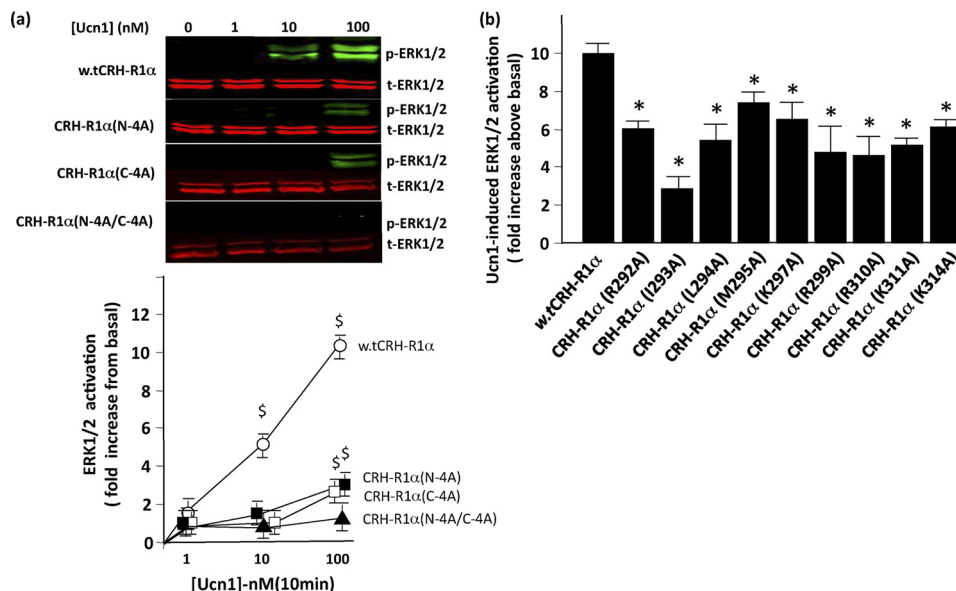 (a)
[Ucn1] (nM) 0 1 10 100
w.tCRH-R1α
p-ERK1/2
t-ERK1/2
CRH-R1α(N-4A)
p-ERK1/2
t-ERK1/2
CRH-R1α(C-4A)
p-ERK1/2
t-ERK1/2
CRH-R1α(N-4A/C-4A)
p-ERK1/2
t-ERK1/2
ERK1/2 activation
( fold increase from basal)
12
10
8
6
4
2
0
$
$
$
$
w.tCRH-R1α
CRH-R1α(N-4A)
CRH-R1α(C-4A)
CRH-R1α(N-4A/C-4A)
1 10 100
[Ucn1]-nM(10min)
(b)
Ucn1-induced ERK1/2 activation
( fold increase above basal)
10
8
6
4
2
0
* * * * * * * * *
w.tCRH-R1α
CRH-R1α (R292A)
CRH-R1α (I293A)
CRH-R1α (L294A)
CRH-R1α (M295A)
CRH-R1α (K297A)
CRH-R1α (R299A)
CRH-R1α (R310A)
CRH-R1α (K311A)
CRH-R1α (K314A)